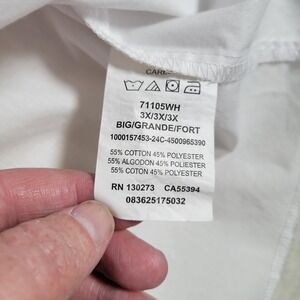 71105WH
3X/3X/3X
BIG/GRANDE/FORT
1000157453-24C-4500965390
55% COTTON 45% POLYESTER
55% ALGODON 45% POLIESTER
55% COTON 45% POLYESTER
RN 130273 CA55394
083625175032